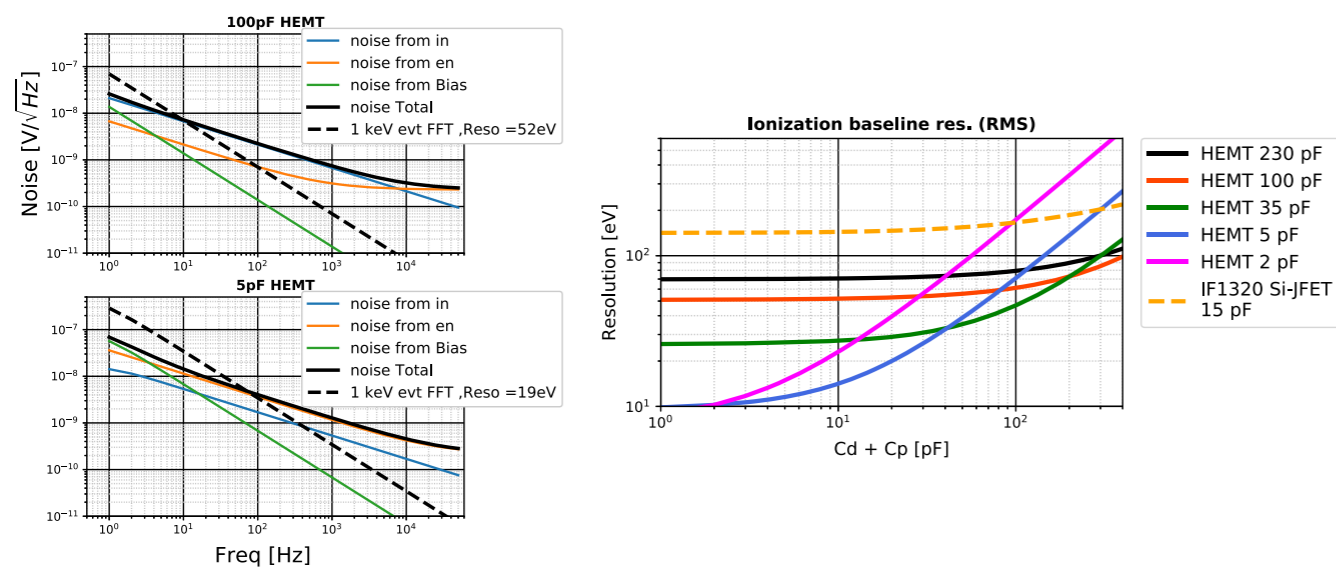 100pF HEMT
Noise [V/√Hz]
10⁻⁷
10⁻⁸
10⁻⁹
10⁻¹⁰
10⁻¹¹
10⁰
10¹
10²
10³
10⁴
noise from in
noise from en
noise from Bias
noise Total
1 keV evt FFT ,Reso =52eV
5pF HEMT
10⁻⁷
10⁻⁸
10⁻⁹
10⁻¹⁰
10⁻¹¹
10⁰
10¹
10²
10³
10⁴
noise from in
noise from en
noise from Bias
noise Total
1 keV evt FFT ,Reso =19eV
Freq [Hz]
Ionization baseline res. (RMS)
Resolution [eV]
10²
10¹
10⁰
10¹
10²
Cd + Cp [pF]
HEMT 230 pF
HEMT 100 pF
HEMT 35 pF
HEMT 5 pF
HEMT 2 pF
IF1320 Si-JFET
15 pF